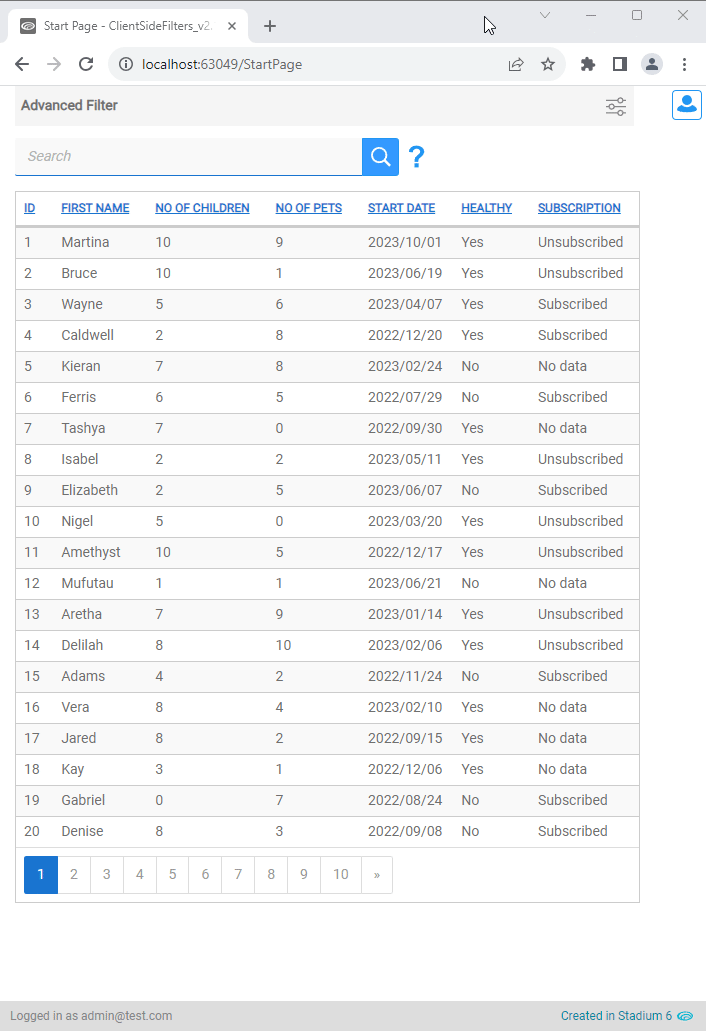 Start Page - ClientSideFilters_v2.
localhost:63049/StartPage
Advanced Filter
Search
?
ID FIRST NAME NO OF CHILDREN NO OF PETS START DATE HEALTHY SUBSCRIPTION
1 Martina 10 9 2023/10/01 Yes Unsubscribed
2 Bruce 10 1 2023/06/19 Yes Unsubscribed
3 Wayne 5 6 2023/04/07 Yes Subscribed
4 Caldwell 2 8 2022/12/20 Yes Subscribed
5 Kieran 7 8 2023/02/24 No No data
6 Ferris 6 5 2022/07/29 No Subscribed
7 Tashya 7 0 2022/09/30 Yes No data
8 Isabel 2 2 2023/05/11 Yes Unsubscribed
9 Elizabeth 2 5 2023/06/07 No Subscribed
10 Nigel 5 0 2023/03/20 Yes Unsubscribed
11 Amethyst 10 5 2022/12/17 Yes Unsubscribed
12 Mufutau 1 1 2023/06/21 No No data
13 Aretha 7 9 2023/01/14 Yes Unsubscribed
14 Delilah 8 10 2023/02/06 Yes Unsubscribed
15 Adams 4 2 2022/11/24 No Subscribed
16 Vera 8 4 2023/02/10 Yes No data
17 Jared 8 2 2022/09/15 Yes No data
18 Kay 3 1 2022/12/06 Yes No data
19 Gabriel 0 7 2022/08/24 No Subscribed
20 Denise 8 3 2022/09/08 No Subscribed
1 2 3 4 5 6 7 8 9 10 »
Logged in as admin@test.com Created in Stadium 6